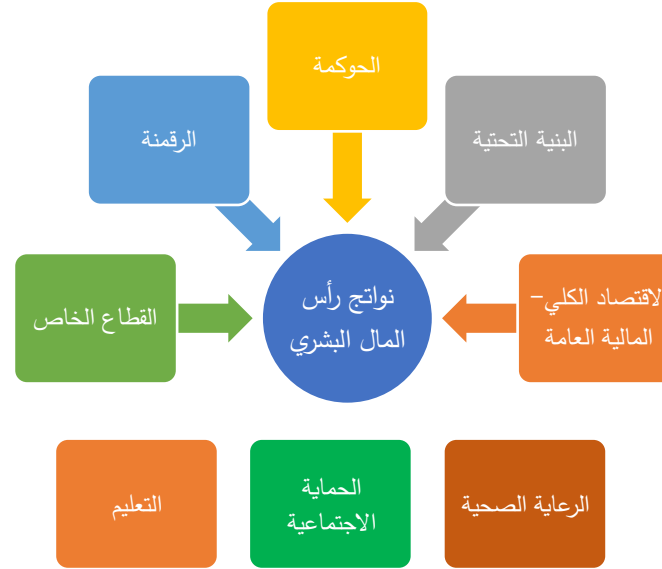 الحوكمة
البنية التحتية
الرقمنة
نواتج رأس
المال البشري
الاقتصاد الكلي–
المالية العامة
القطاع الخاص
الرعاية الصحية
الحماية
الاجتماعية
التعليم